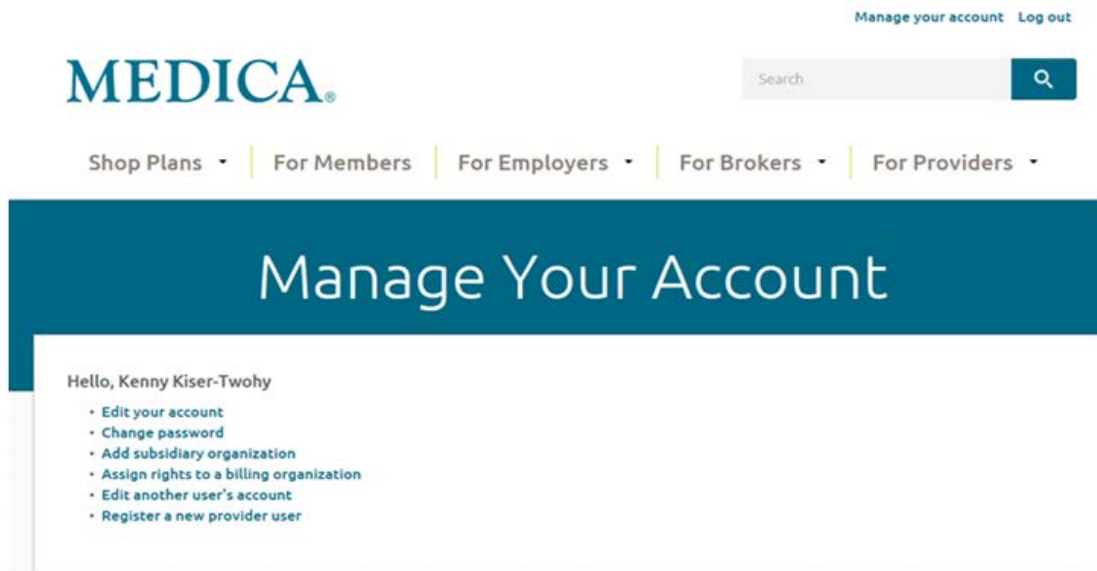 Manage your account Log out
MEDICA®
Search
Shop Plans For Members For Employers For Brokers For Providers
Manage Your Account
Hello, Kenny Kiser-Twohy
• Edit your account
• Change password
• Add subsidiary organization
• Assign rights to a billing organization
• Edit another user's account
• Register a new provider user